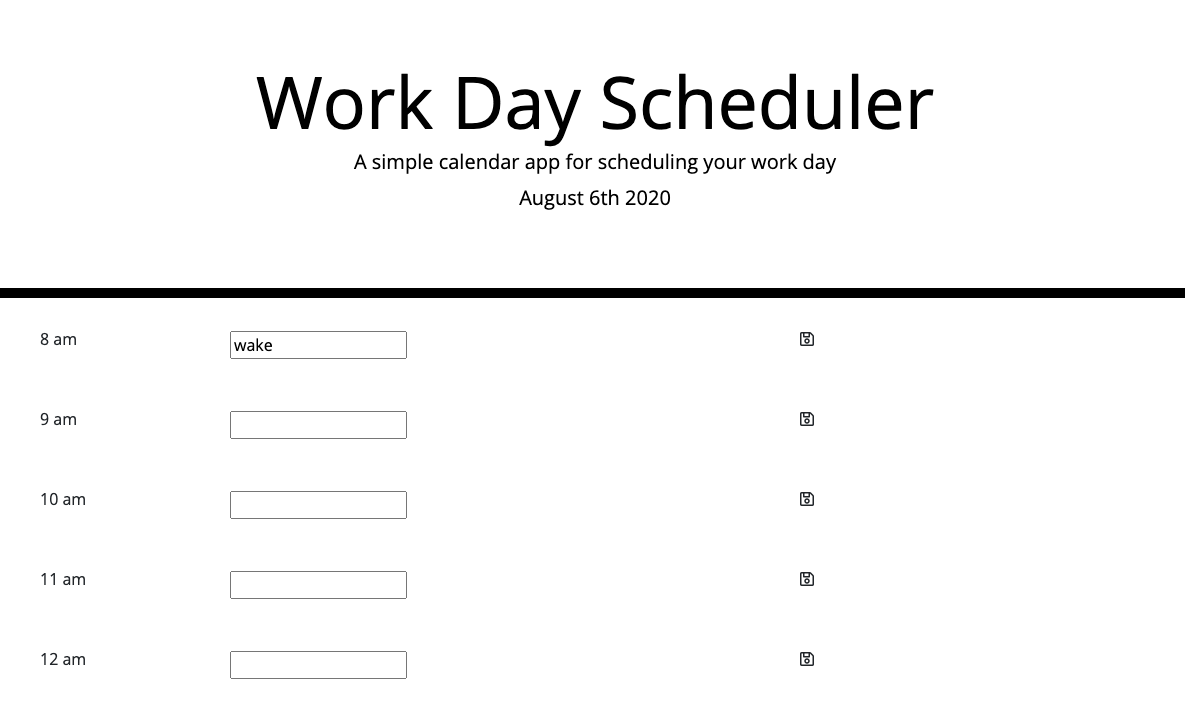 Work Day Scheduler
A simple calendar app for scheduling your work day
August 6th 2020
8 am
wake
9 am
10 am
11 am
12 am